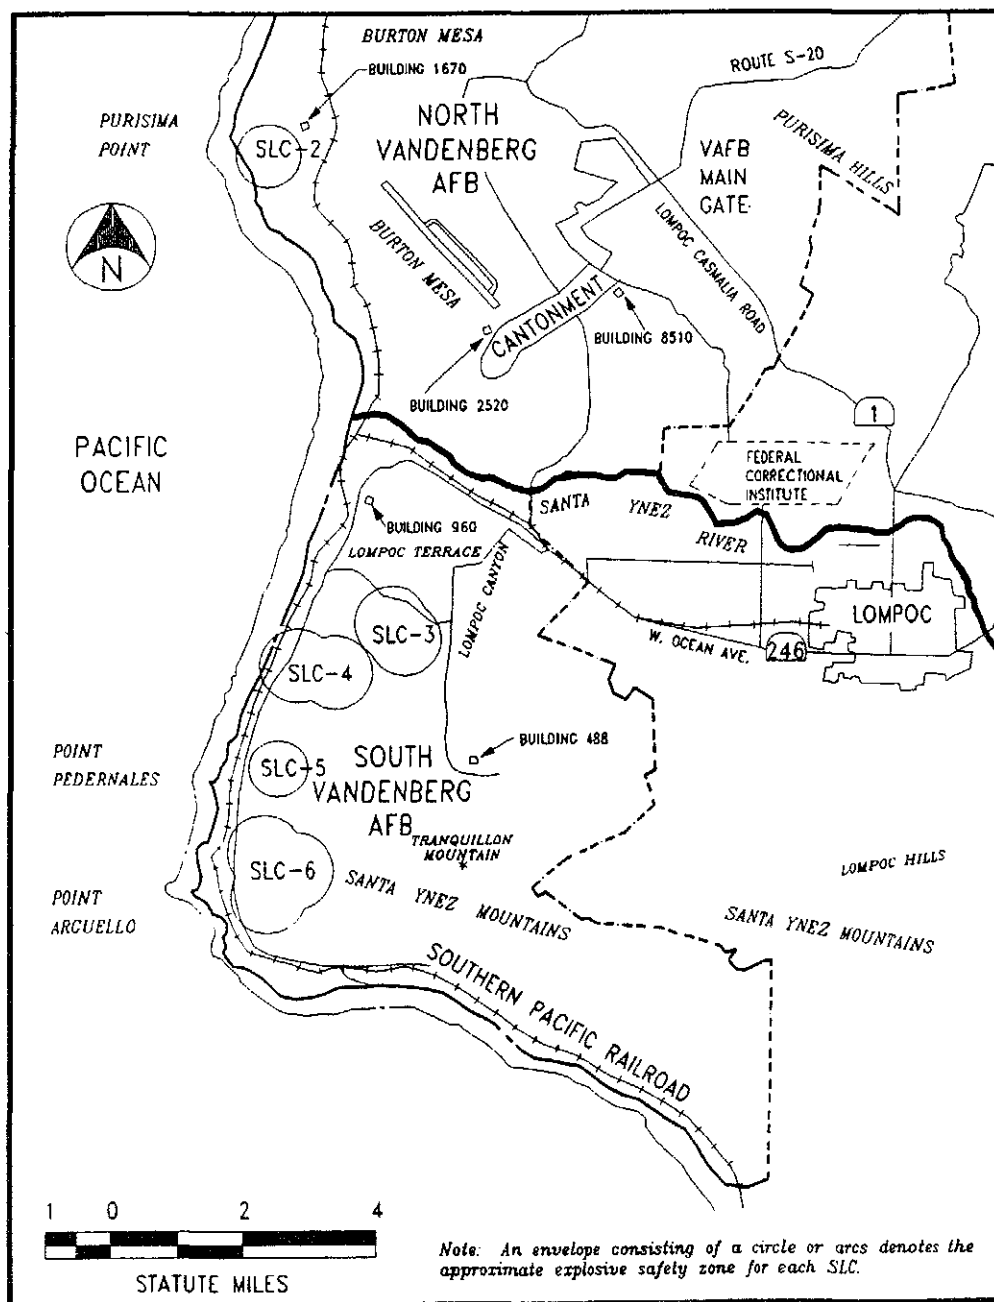 BURTON MESA
BUILDING 1670
ROUTE S-20
PURISIMA
POINT
NORTH
VANDENBERG
AFB
SLC-2
VAFB
MAIN
GATE
PURISIMA HILLS
N
BURTON MESA
LOMPOC CASMALIA ROAD
CANTONMENT
BUILDING 8510
BUILDING 2520
1
PACIFIC
OCEAN
FEDERAL
CORRECTIONAL
INSTITUTE
SANTA YNEZ RIVER
BUILDING 960
LOMPOC TERRACE
LOMPOC CANYON
LOMPOC
SLC-3
W. OCEAN AVE.
246
SLC-4
BUILDING 488
POINT
PEDERNALES
SLC-5
SOUTH
VANDENBERG
AFB
TRANQUILLON
MOUNTAIN
LOMPOC HILLS
SLC-6
SANTA YNEZ MOUNTAINS
SANTA YNEZ MOUNTAINS
POINT
ARGUELLO
SOUTHERN PACIFIC RAILROAD
1 0 2 4
STATUTE MILES
Note: An envelope consisting of a circle or arcs denotes the
approximate explosive safety zone for each SLC.